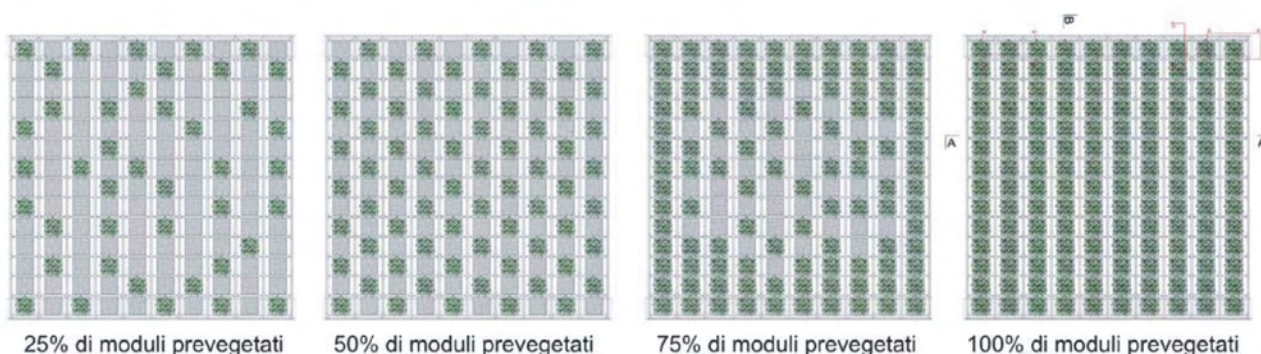 B
A
A
25% di moduli prevegetati
50% di moduli prevegetati
75% di moduli prevegetati
100% di moduli prevegetati